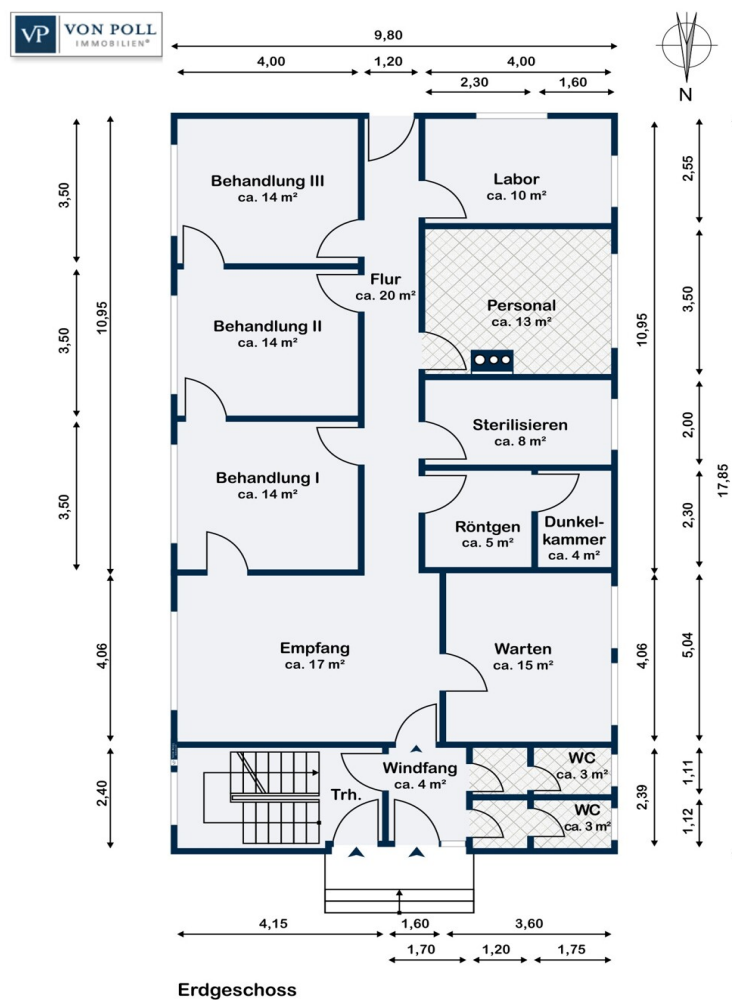 VP VON POLL
IMMOBILIEN®
9,80
4,00 1,20 4,00
2,30 1,60
N
Behandlung III
ca. 14 m²
Labor
ca. 10 m²
Flur
ca. 20 m²
Personal
ca. 13 m²
Behandlung II
ca. 14 m²
Sterilisieren
ca. 8 m²
Behandlung I
ca. 14 m²
Röntgen
ca. 5 m²
Dunkel-
kammer
ca. 4 m²
Empfang
ca. 17 m²
Warten
ca. 15 m²
Windfang
ca. 4 m²
WC
ca. 3 m²
WC
ca. 3 m²
Trh.
3,50
3,50
3,50
10,95
4,06
2,40
10,95
4,06
2,39
2,55
3,50
2,00
2,30
5,04
1,11
1,12
17,85
4,15 1,60 3,60
1,70 1,20 1,75
Erdgeschoss